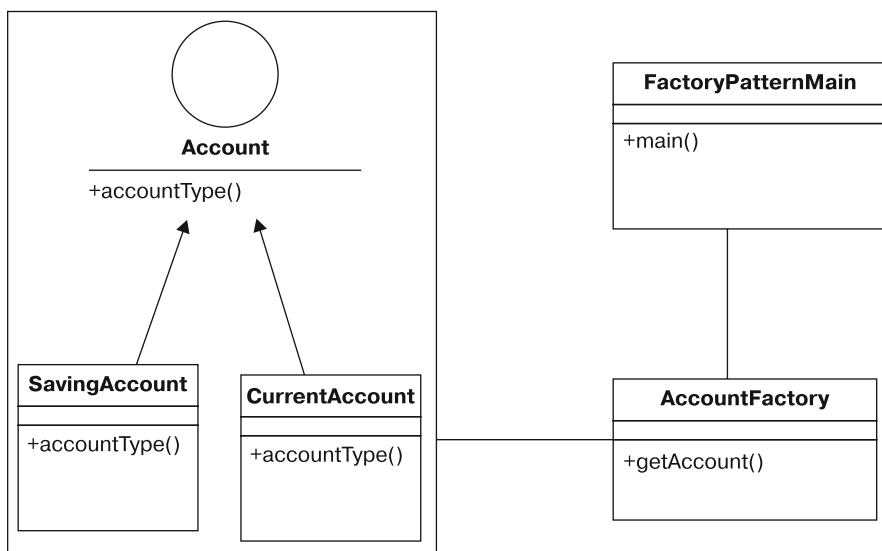 Account
+accountType()
SavingAccount
+accountType()
CurrentAccount
+accountType()
FactoryPatternMain
+main()
AccountFactory
+getAccount()